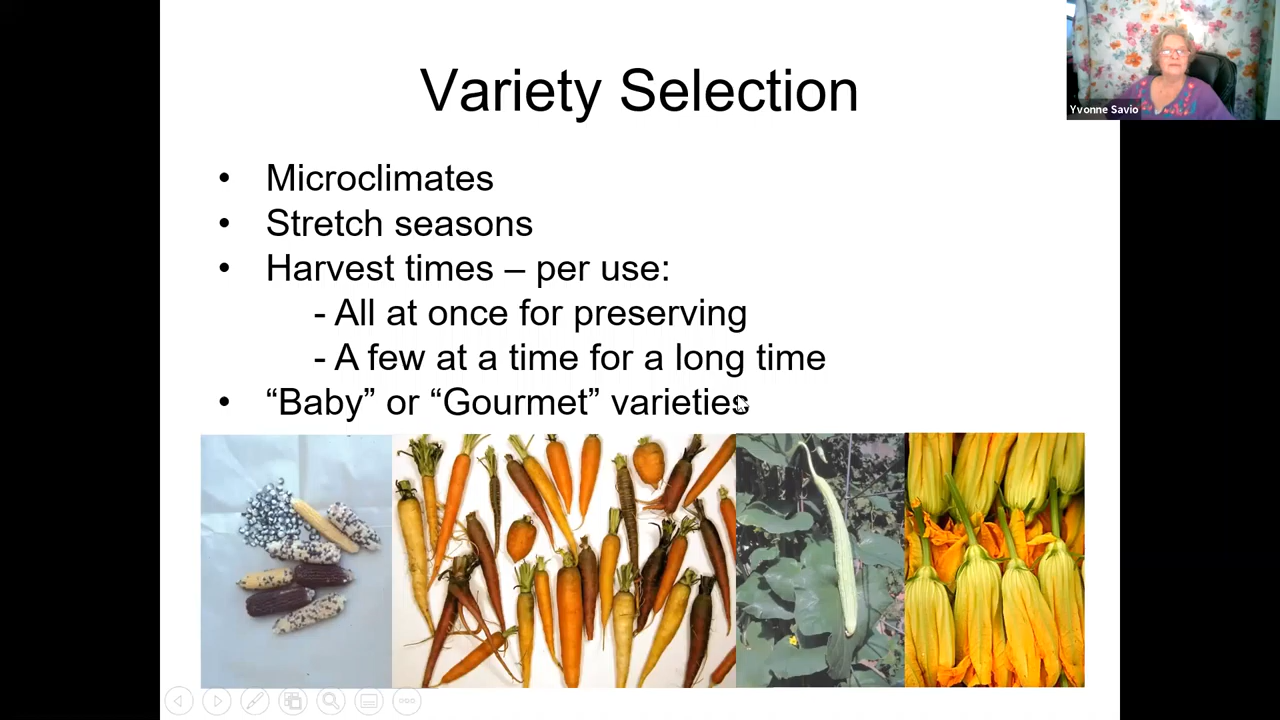 Variety Selection
Yvonne Savio
• Microclimates
• Stretch seasons
• Harvest times – per use:
- All at once for preserving
- A few at a time for a long time
• “Baby” or “Gourmet” varieties